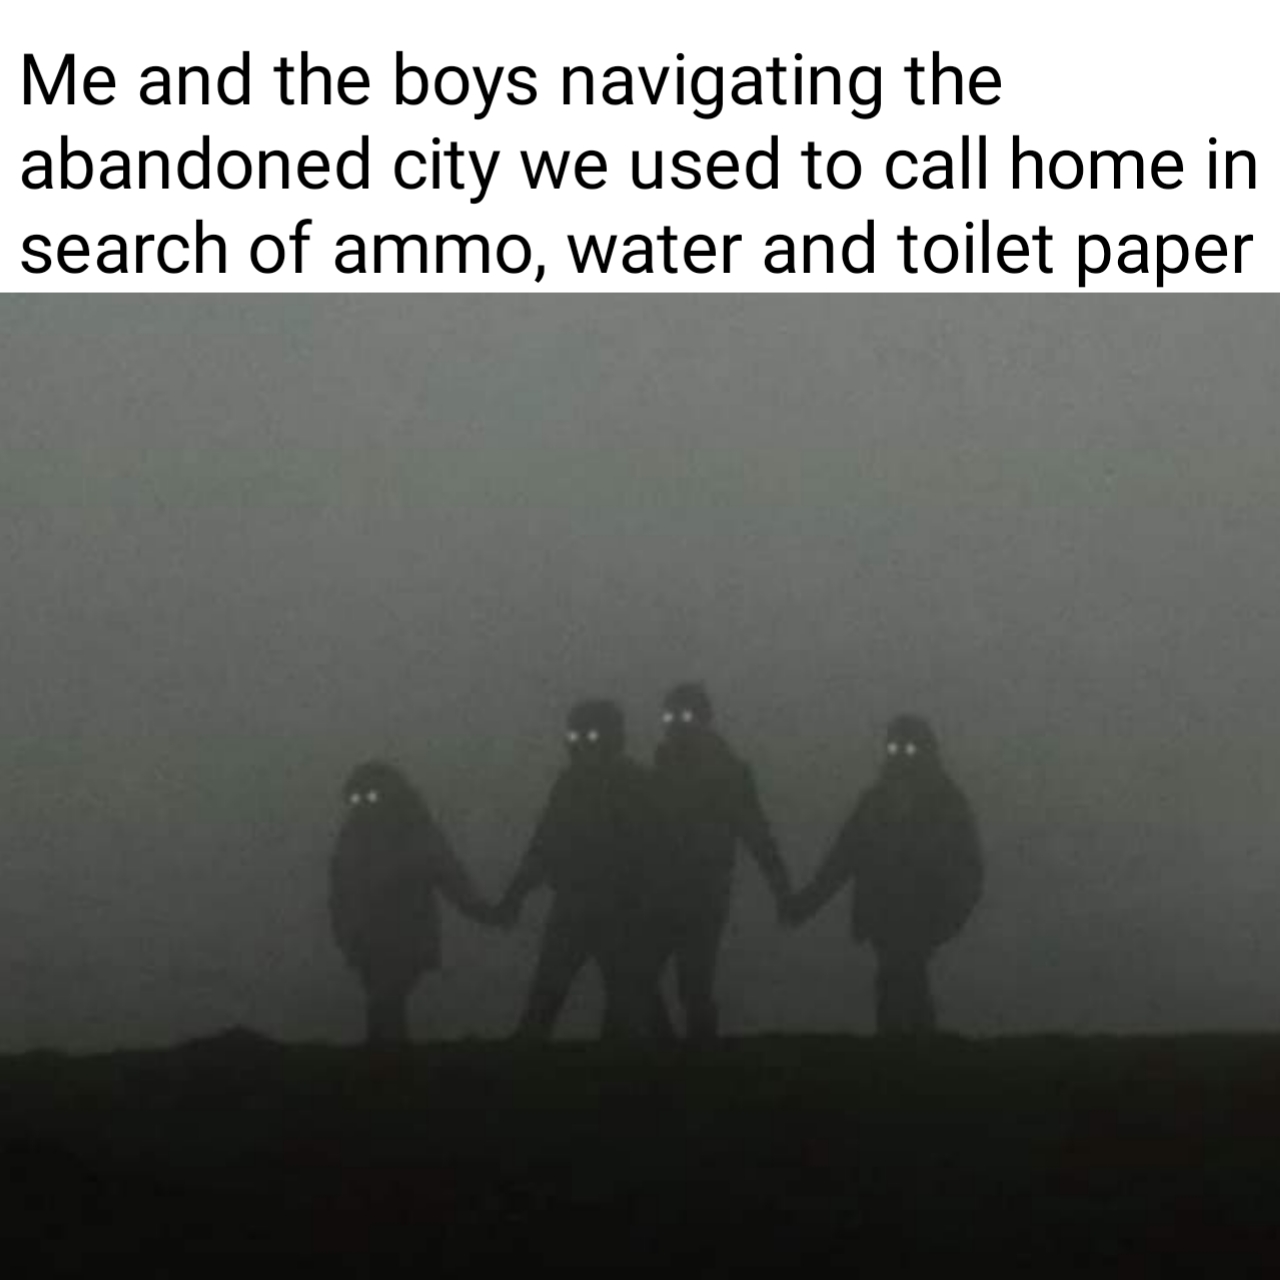 Me and the boys navigating the
abandoned city we used to call home in
search of ammo, water and toilet paper